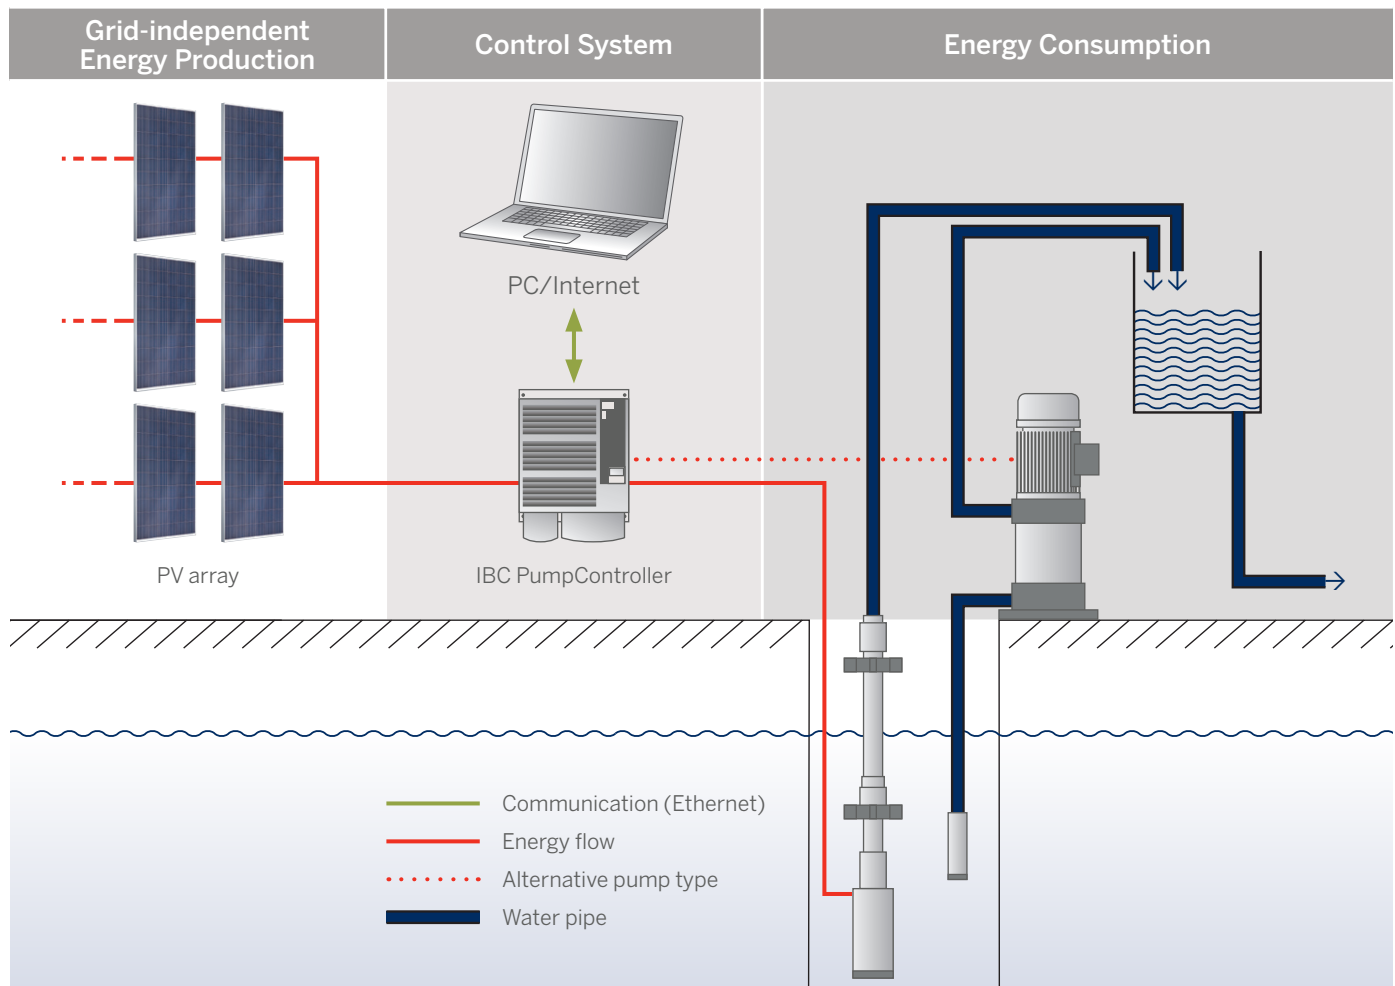 Grid-independent
Energy Production
Control System
Energy Consumption
PC/Internet
PV array
IBC PumpController
Communication (Ethernet)
Energy flow
Alternative pump type
Water pipe